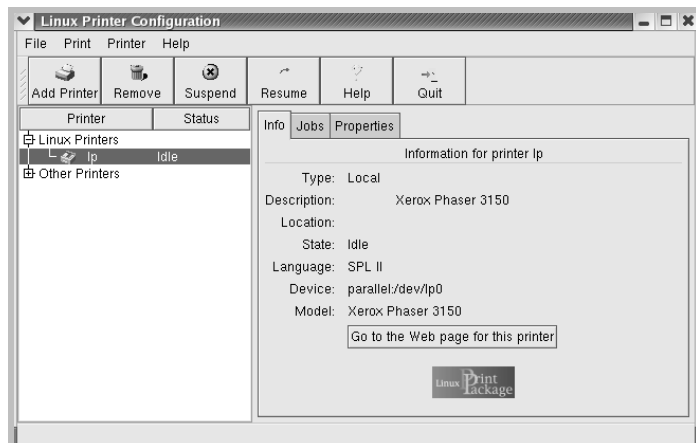 Linux Printer Configuration
File Print Printer Help
Add Printer Remove Suspend Resume Help Quit
Printer Status
Linux Printers
lp Idle
Other Printers
Info Jobs Properties
Information for printer lp
Type: Local
Description: Xerox Phaser 3150
Location:
State: Idle
Language: SPL II
Device: parallel:/dev/lp0
Model: Xerox Phaser 3150
Go to the Web page for this printer
Linux Print Package